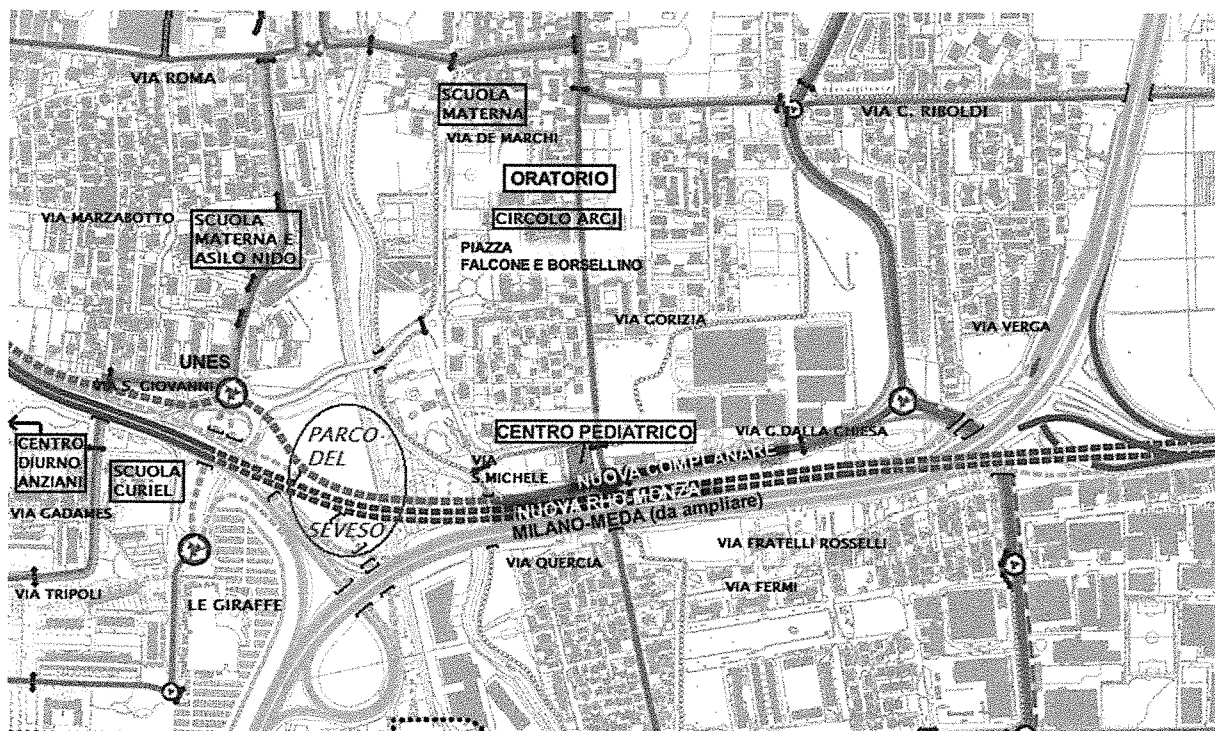 VIA ROMA
SCUOLA
MATERNA
VIA DE MARCHI
VIA C. RIBOLDI
ORATORIO
VIA MARZABOTTO
SCUOLA
MATERNA E
ASILO NIDO
CIRCOLO ARCI
PIAZZA
FALCONE E BORSELLINO
VIA GORIZIA
VIA VERGA
UNES
VIA S. GIOVANNI
PARCO
DEL
SEVESO
CENTRO PEDIATRICO
VIA G.DALLA CHIESA
CENTRO
DIURNO
ANZIANI
SCUOLA
CURIEL
VIA
S.MICHELE
NUOVA COMPLANARE
NUOVA RHO-MONZA
MILANO-MEDA (da ampliare)
VIA GADAMES
VIA QUERCIA
VIA FRATELLI ROSSELLI
VIA FERMI
VIA TRIPOLI
LE GIRAFFE